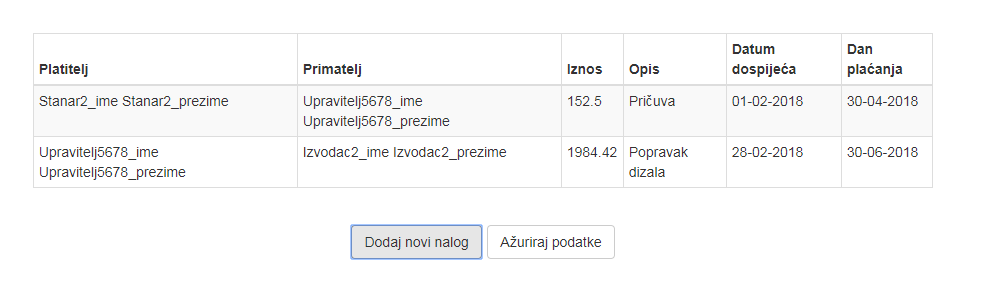 Platitelj Primatelj Iznos Opis Datum dospijeća Dan plaćanja
Stanar2_ime Stanar2_prezime Upravitelj5678_ime 152.5 Pričuva 01-02-2018 30-04-2018
Upravitelj5678_prezime
Upravitelj5678_ime Izvodac2_ime Izvodac2_prezime 1984.42 Popravak 28-02-2018 30-06-2018
Upravitelj5678_prezime dizala
Dodaj novi nalog Ažuriraj podatke